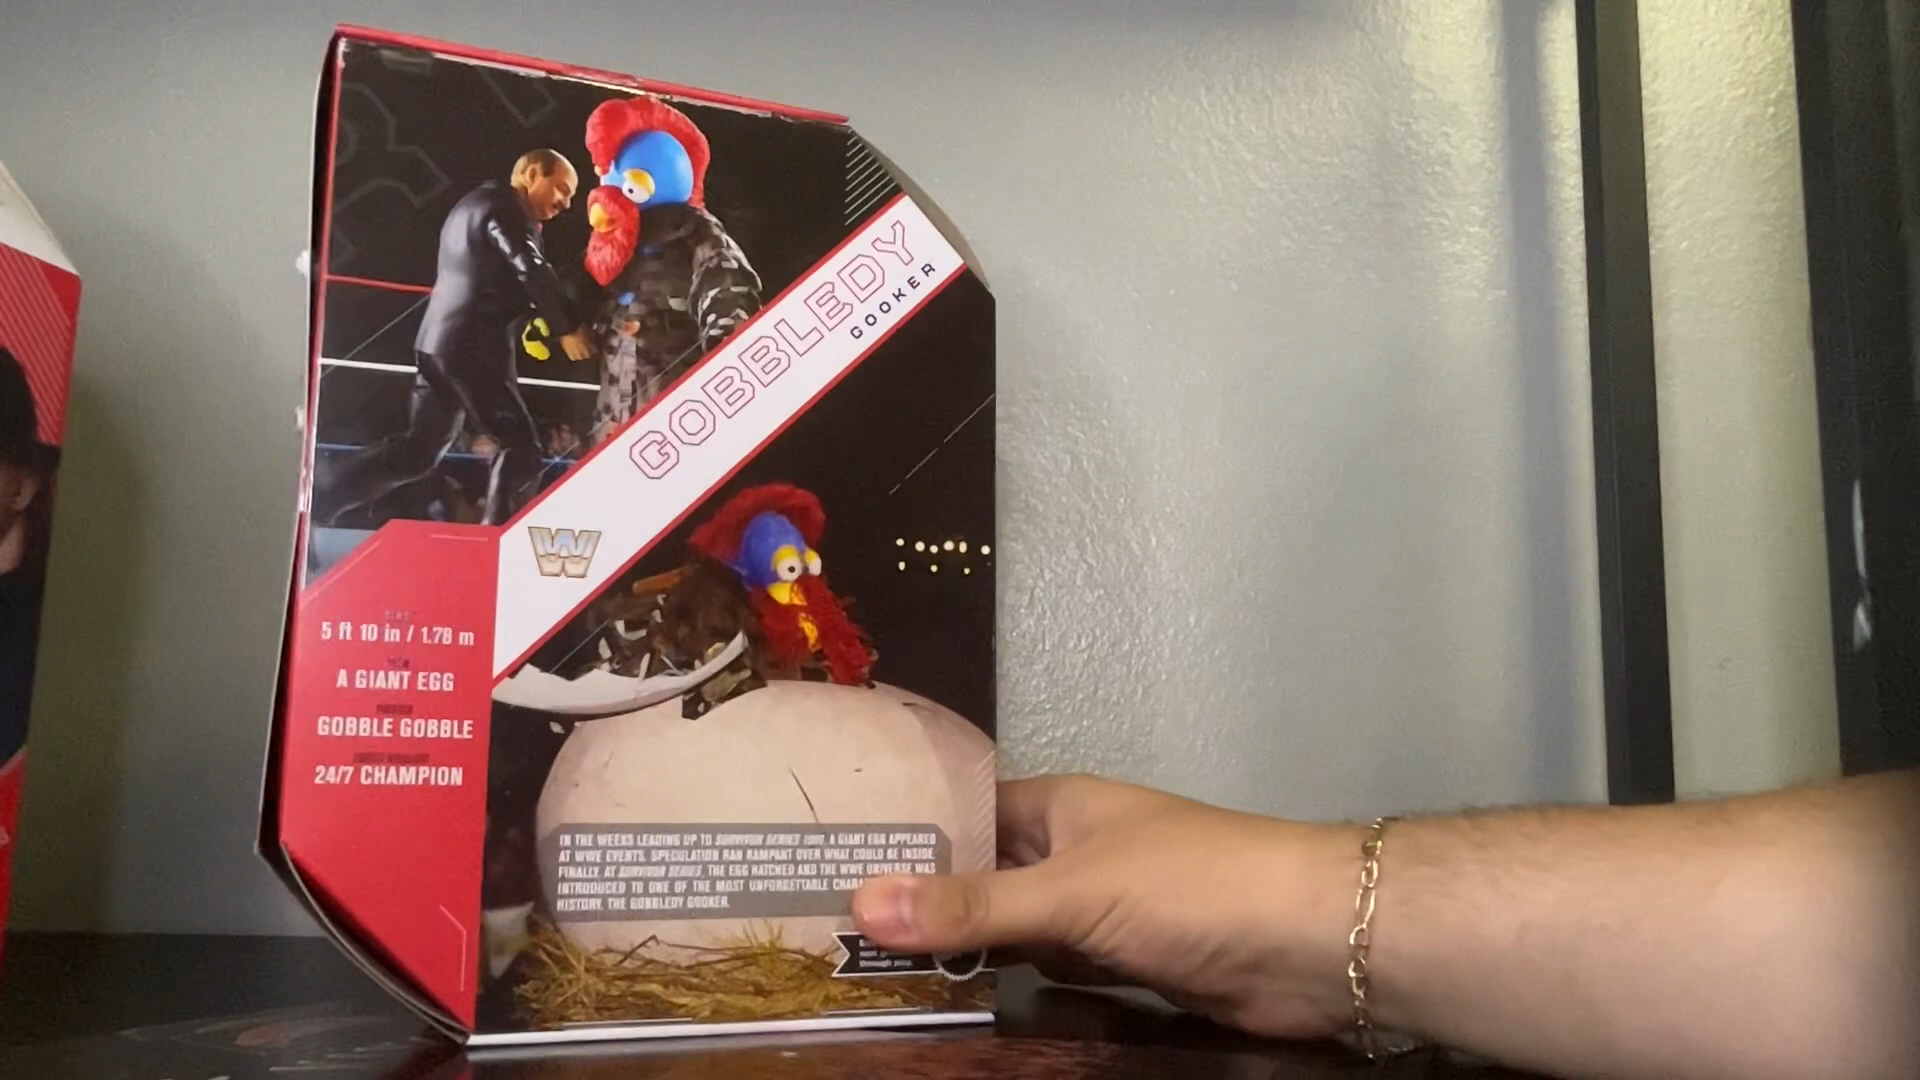 GOBBLEDY
GOOKER
W
5 ft 10 in / 1.78 m
A GIANT EGG
GOBBLE GOBBLE
24/7 CHAMPION
IN THE WEEKS LEADING UP TO SURVIVOR SERIES A GIANT EGG APPEARED
AT WWE EVENTS. SPECULATION RAN RAMPANT OVER WHAT COULD BE INSIDE.
FINALLY, AT SURVIVOR SERIES, THE EGG HATCHED AND THE WWE UNIVERSE WAS
INTRODUCED TO ONE OF THE MOST UNFORGETTABLE
HISTORY, THE GOBBLEDY GOOKER.
through play.